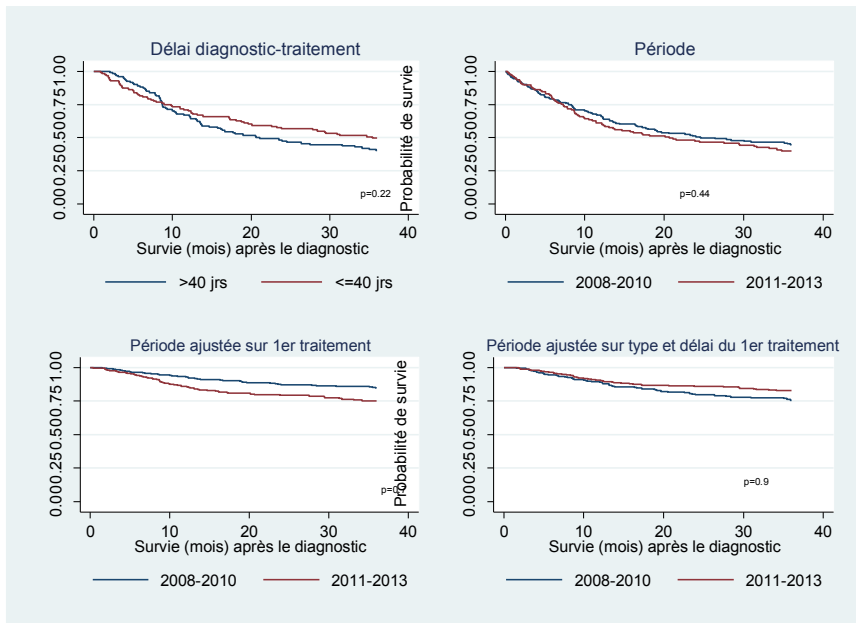 Délai diagnostic-traitement
0.00 0.25 0.50 0.75 1.00
p=0.22
0 10 20 30 40
Survie (mois) après le diagnostic
>40 jrs <=40 jrs
Période
Probabilité de survie
0.00 0.25 0.50 0.75 1.00
p=0.44
0 10 20 30 40
Survie (mois) après le diagnostic
2008-2010 2011-2013
Période ajustée sur 1er traitement
0.00 0.25 0.50 0.75 1.00
0 10 20 30 40
Survie (mois) après le diagnostic
2008-2010 2011-2013
Période ajustée sur type et délai du 1er traitement
Probabilité de survie
0.00 0.25 0.50 0.75 1.00
p=0.9
0 10 20 30 40
Survie (mois) après le diagnostic
2008-2010 2011-2013